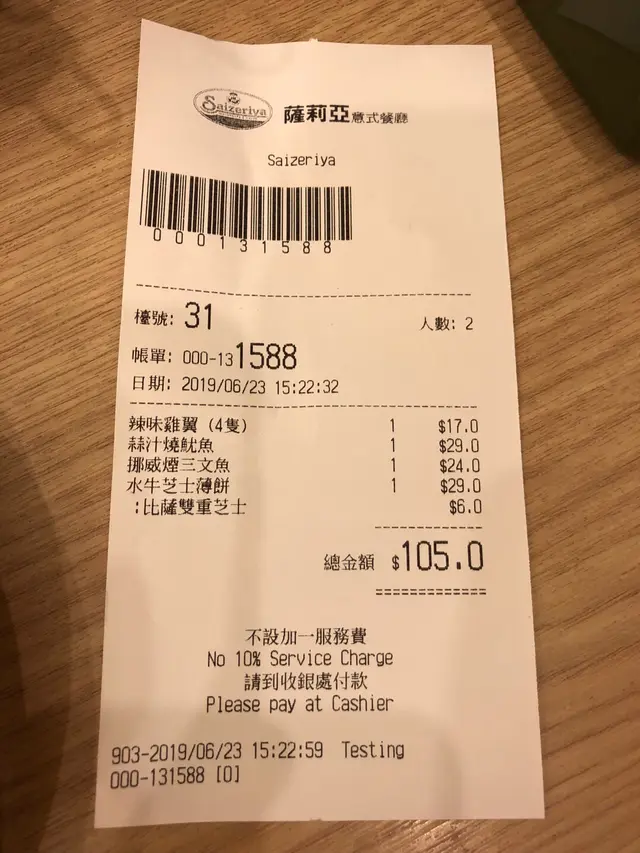 Saizeriya 薩莉亞意式餐廳
Saizeriya
000131588
檯號: 31 人數: 2
帳單: 000-131588
日期: 2019/06/23 15:22:32
辣味雞翼 (4隻) 1 $17.0
蒜汁燒魷魚 1 $29.0
挪威煙三文魚 1 $24.0
水牛芝士薄餅 1 $29.0
:比薩雙重芝士 $6.0
總金額 $105.0
不設加一服務費
No 10% Service Charge
請到收銀處付款
Please pay at Cashier
903-2019/06/23 15:22:59 Testing
000-131588 [0]